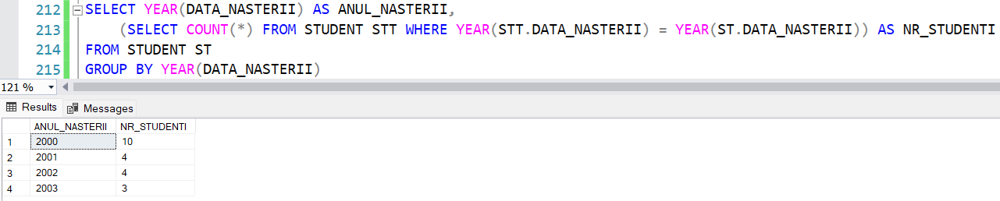 212 SELECT YEAR(DATA_NASTERII) AS ANUL_NASTERII,
213 (SELECT COUNT(*) FROM STUDENT STT WHERE YEAR(STT.DATA_NASTERII) = YEAR(ST.DATA_NASTERII)) AS NR_STUDENTI
214 FROM STUDENT ST
215 GROUP BY YEAR(DATA_NASTERII)
121 %
Results Messages
ANUL_NASTERII NR_STUDENTI
1 2000 10
2 2001 4
3 2002 4
4 2003 3